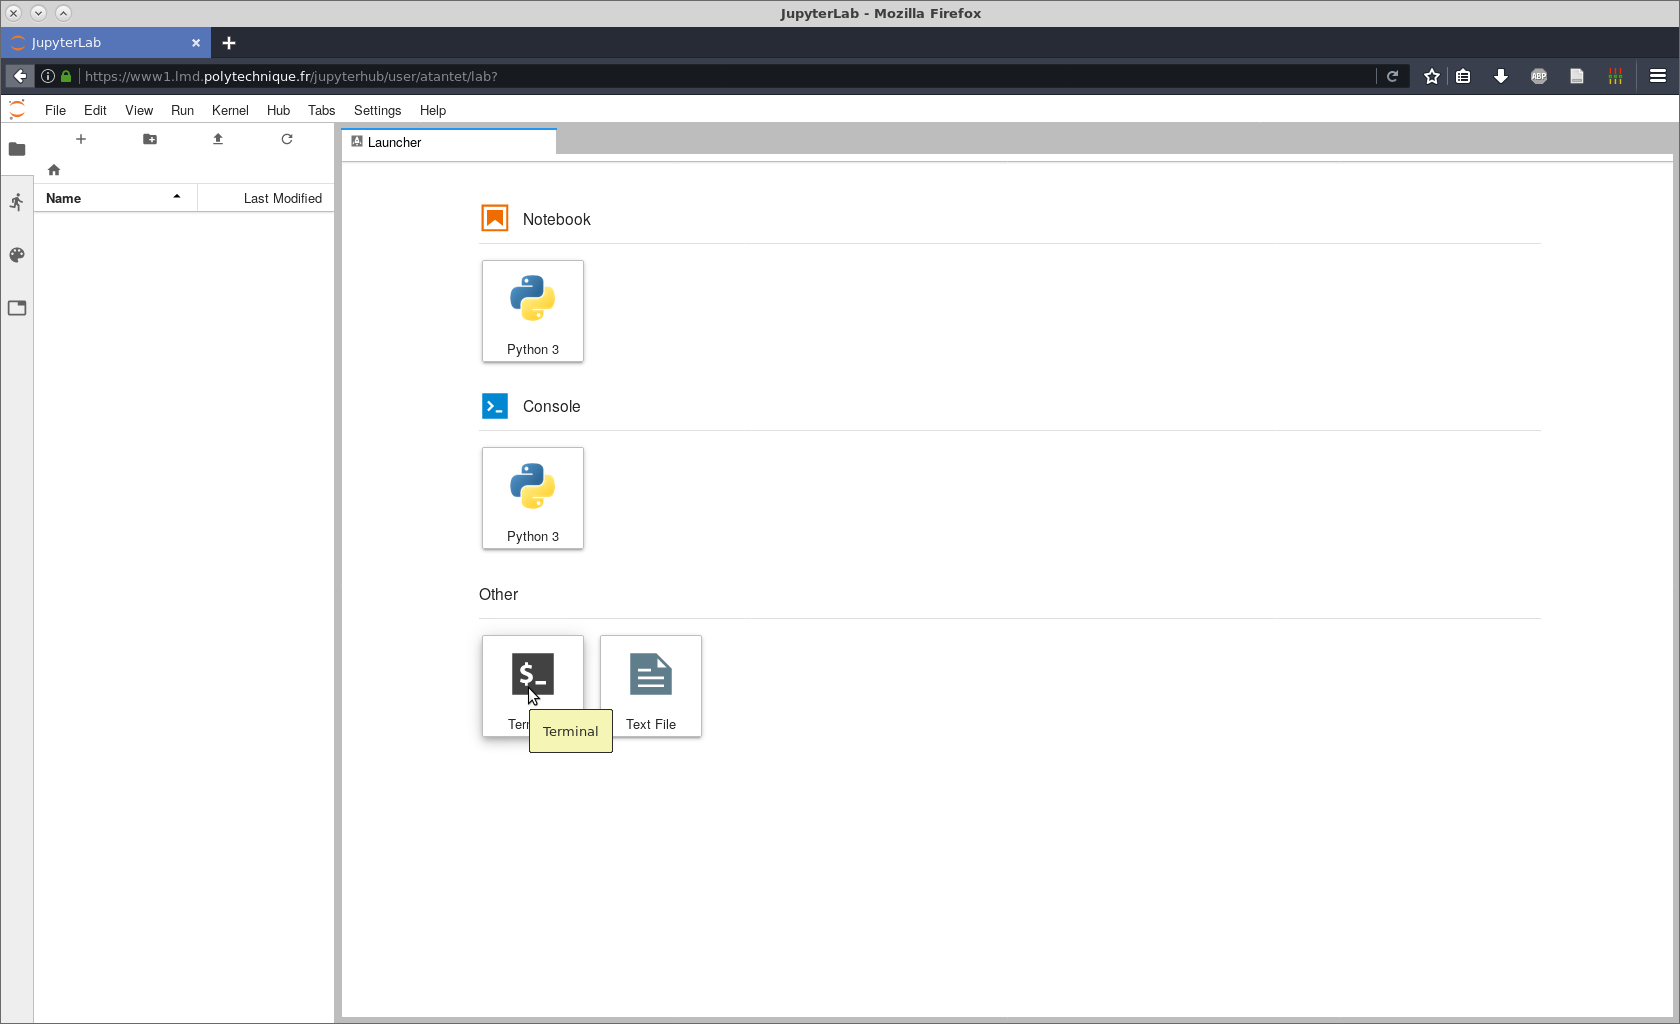 JupyterLab - Mozilla Firefox
JupyterLab
https://www1.lmd.polytechnique.fr/jupyterhub/user/atantet/lab?
ABP
File Edit View Run Kernel Hub Tabs Settings Help
Launcher
Name Last Modified
Notebook
Python 3
Console
Python 3
Other
$_
Ter
Text File
Terminal